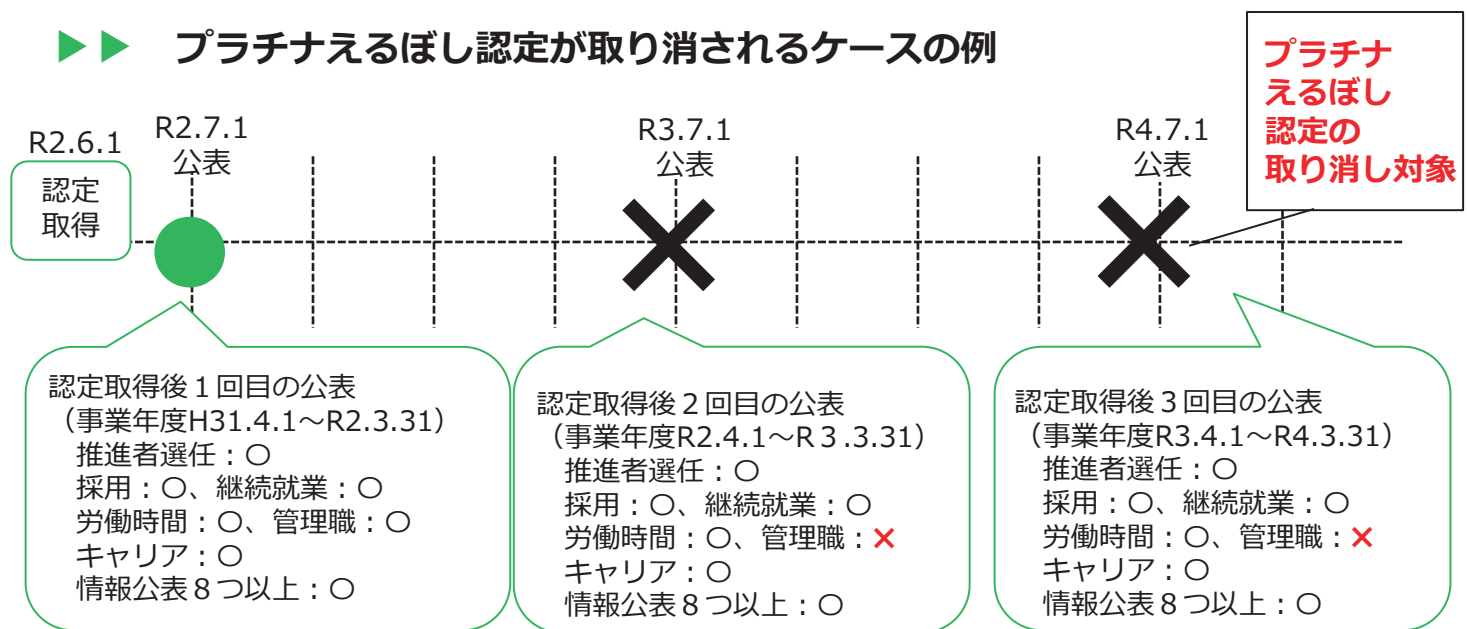 ▶▶ プラチナえるぼし認定が取り消されるケースの例
プラチナ
えるぼし
認定の
取り消し対象
R2.6.1
認定
取得
R2.7.1
公表
R3.7.1
公表
R4.7.1
公表
認定取得後１回目の公表
（事業年度H31.4.1～R2.3.31）
推進者選任：〇
採用：〇、継続就業：〇
労働時間：〇、管理職：〇
キャリア：〇
情報公表８つ以上：〇
認定取得後２回目の公表
（事業年度R2.4.1～R３.3.31）
推進者選任：〇
採用：〇、継続就業：〇
労働時間：〇、管理職：×
キャリア：〇
情報公表８つ以上：〇
認定取得後３回目の公表
（事業年度R3.4.1～R4.3.31）
推進者選任：〇
採用：〇、継続就業：〇
労働時間：〇、管理職：×
キャリア：〇
情報公表８つ以上：〇